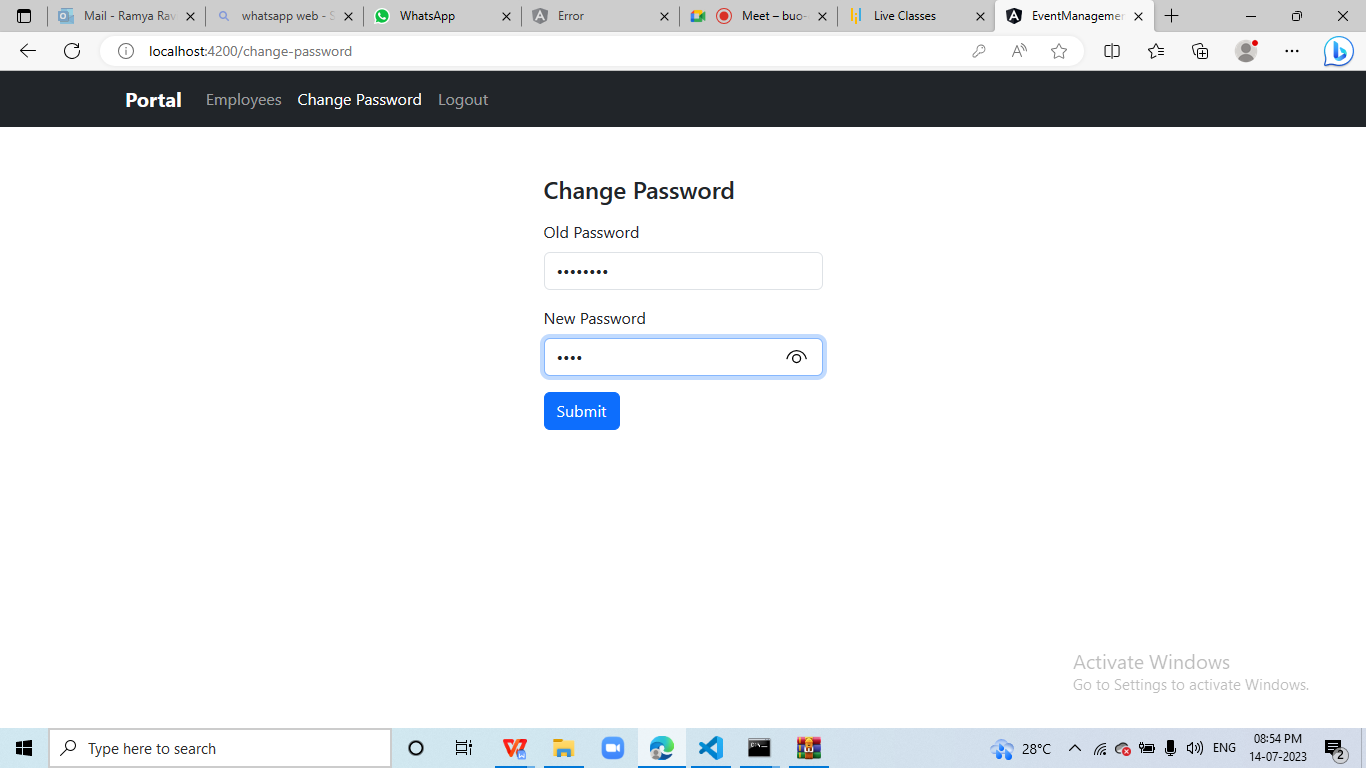 Mail - Ramya Rav
whatsapp web - S
WhatsApp
Error
Meet – buo-
Live Classes
EventManagemen
localhost:4200/change-password
Portal
Employees
Change Password
Logout
Change Password
Old Password
••••••••
New Password
••••
Submit
Activate Windows
Go to Settings to activate Windows.
Type here to search
28°C
ENG
08:54 PM
14-07-2023
2